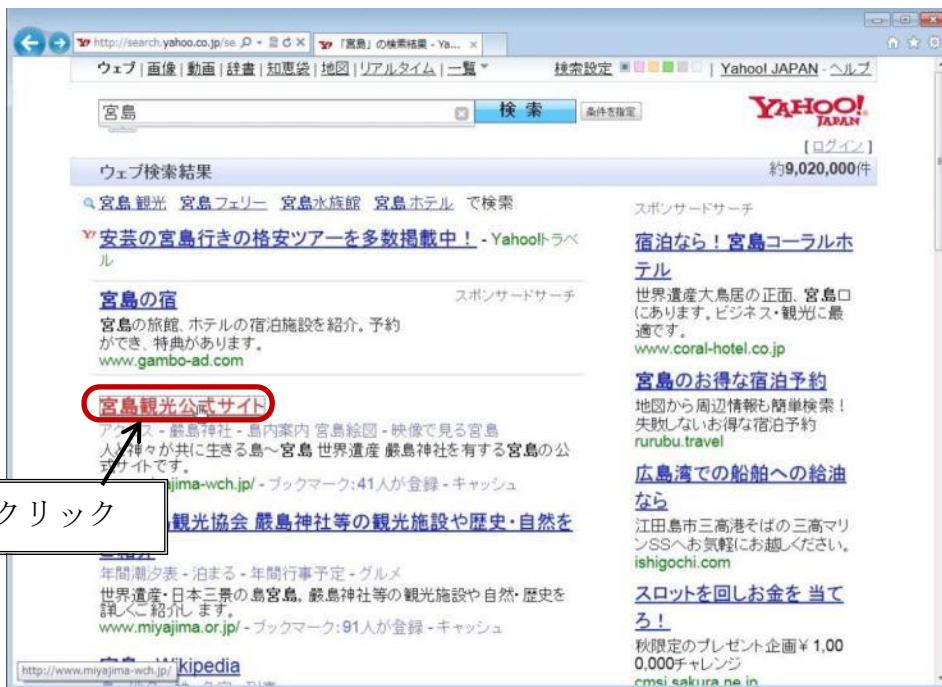 http://search.yahoo.co.jp/se
「宮島」の検索結果 - Ya...
ウェブ | 画像 | 動画 | 辞書 | 知恵袋 | 地図 | リアルタイム | 一覧
検索設定
| Yahoo! JAPAN - ヘルプ
宮島
検索
条件を指定
YAHOO!
JAPAN
[ログイン]
ウェブ検索結果
約9,020,000件
宮島 観光 宮島フェリー 宮島水族館 宮島ホテル で検索
安芸の宮島行きの格安ツアーを多数掲載中！ - Yahoo!トラベ
ル
宮島の宿
スポンサードサーチ
宮島の旅館、ホテルの宿泊施設を紹介。予約
ができ、特典があります。
www.gambo-ad.com
宮島観光公式サイト
アクセス - 厳島神社 - 島内案内 宮島絵図 - 映像で見る宮島
人と神々が共に生きる島～宮島 世界遺産 厳島神社を有する宮島の公
式サイトです。
ajima-wch.jp/ - ブックマーク:41人が登録 - キャッシュ
クリック
観光協会 厳島神社等の観光施設や歴史・自然を
年間潮汐表 - 泊まる - 年間行事予定 - グルメ
世界遺産・日本三景の島宮島。厳島神社等の観光施設や自然・歴史を
詳しくご紹介します。
www.miyajima.or.jp/ - ブックマーク:91人が登録 - キャッシュ
kipedia
http://www.miyajima-wch.jp/
スポンサードサーチ
宿泊なら！宮島コーラルホ
テル
世界遺産大鳥居の正面、宮島口
にあります。ビジネス・観光に最
適です。
www.coral-hotel.co.jp
宮島のお得な宿泊予約
地図から周辺情報も簡単検索！
失敗しないお得な宿泊予約
rurubu.travel
広島湾での船舶への給油
なら
江田島市三高港そばの三高マリ
ンSSへお気軽にお越しください。
ishigochi.com
スロットを回しお金を 当て
ろ！
秋限定のプレゼント企画￥1,00
0,000チャレンジ
cmsi.sakura.ne.jp